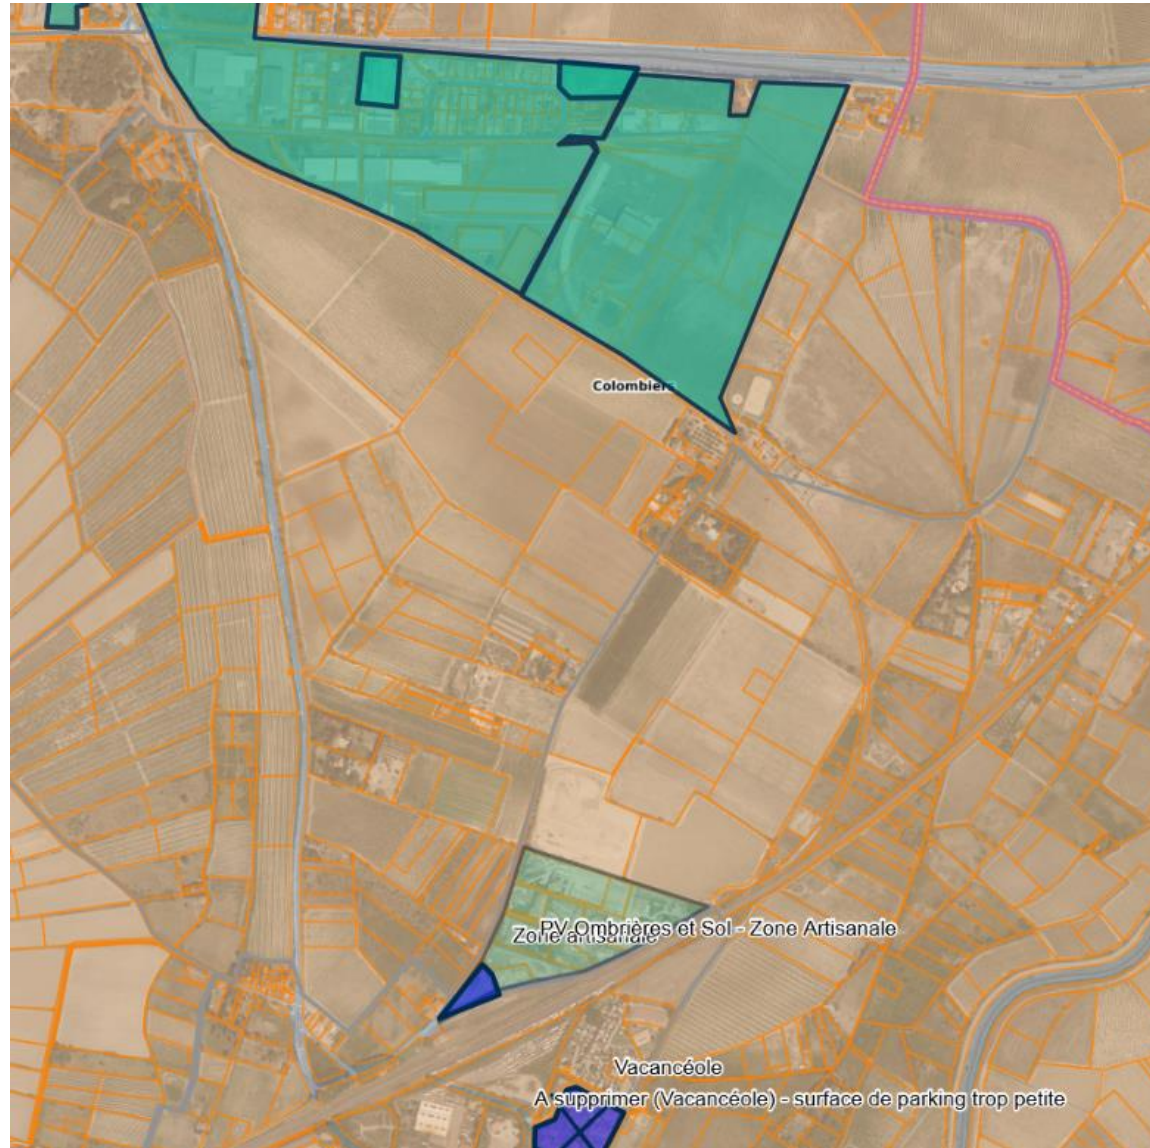 Colombiers
PV Ombrières et Sol - Zone Artisanale
Zone artisanale
Vacancéole
A supprimer (Vacancéole) - surface de parking trop petite